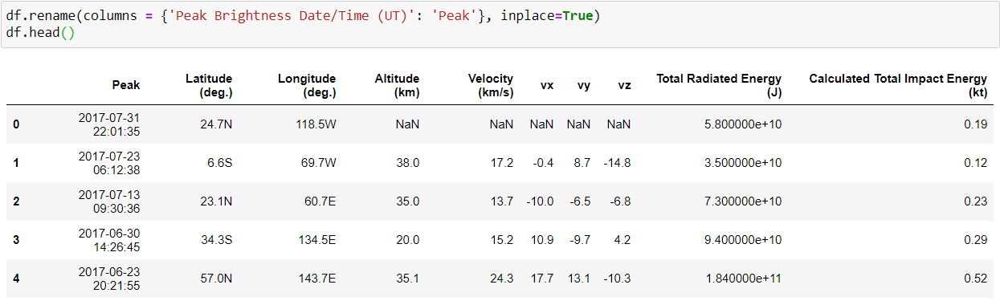 df.rename(columns = {'Peak Brightness Date/Time (UT)': 'Peak'}, inplace=True)
df.head()
Peak Latitude (deg.) Longitude (deg.) Altitude (km) Velocity (km/s) vx vy vz Total Radiated Energy (J) Calculated Total Impact Energy (kt)
0 2017-07-31 22:01:35 24.7N 118.5W NaN NaN NaN NaN NaN 5.800000e+10 0.19
1 2017-07-23 06:12:38 6.6S 69.7W 38.0 17.2 -0.4 8.7 -14.8 3.500000e+10 0.12
2 2017-07-13 09:30:36 23.1N 60.7E 35.0 13.7 -10.0 -6.5 -6.8 7.300000e+10 0.23
3 2017-06-30 14:26:45 34.3S 134.5E 20.0 15.2 10.9 -9.7 4.2 9.400000e+10 0.29
4 2017-06-23 20:21:55 57.0N 143.7E 35.1 24.3 17.7 13.1 -10.3 1.840000e+11 0.52